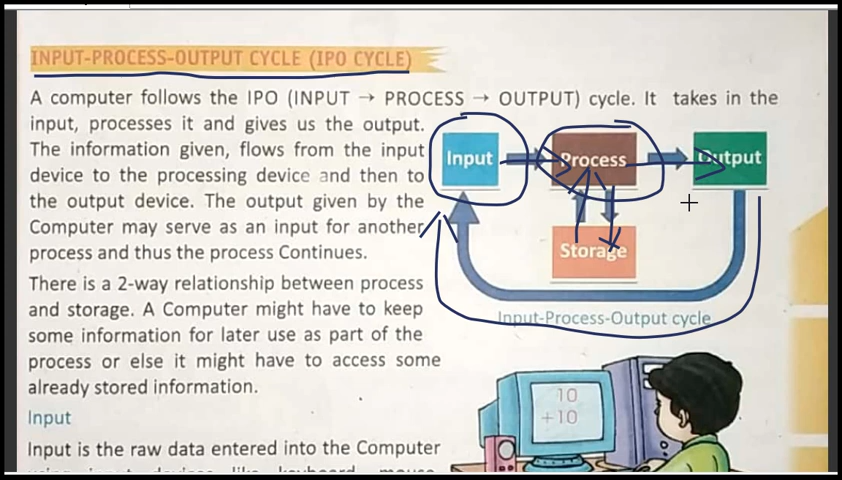 INPUT-PROCESS-OUTPUT CYCLE (IPO CYCLE)
A computer follows the IPO (INPUT → PROCESS → OUTPUT) cycle. It takes in the
input, processes it and gives us the output.
The information given, flows from the input
device to the processing device and then to
the output device. The output given by the
Computer may serve as an input for another
process and thus the process Continues.
There is a 2-way relationship between process
and storage. A Computer might have to keep
some information for later use as part of the
process or else it might have to access some
already stored information.
Input
Input is the raw data entered into the Computer
Input
Process
Output
Storage
Input-Process-Output cycle
10
+10